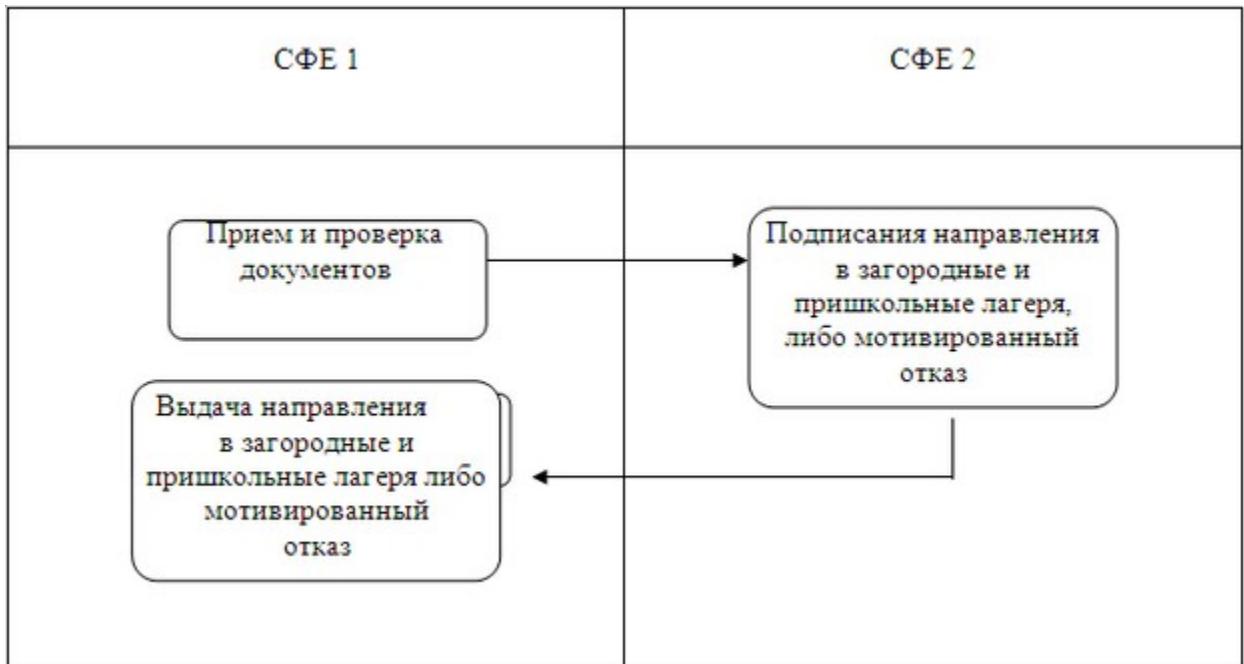 СФЕ 1
СФЕ 2
Прием и проверка
документов
Подписания направления
в загородные и
пришкольные лагеря,
либо мотивированный
отказ
Выдача направления
в загородные и
пришкольные лагеря либо
мотивированный
отказ